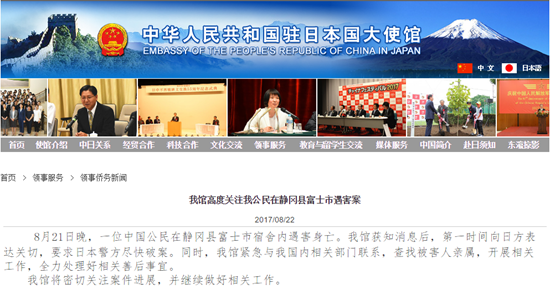 中华人民共和国驻日本国大使馆
EMBASSY OF THE PEOPLE'S REPUBLIC OF CHINA IN JAPAN
中 文 日本語
首页 使馆介绍 中日关系 经贸合作 科技合作 文化交流 领事服务 教育与留学生交流 媒体服务 中国简介 赴日须知 东瀛掠影
首页 > 领事服务 > 领事侨务新闻
我馆高度关注我公民在静冈县富士市遇害案
2017/08/22
8月21日晚，一位中国公民在静冈县富士市宿舍内遇害身亡。我馆获知消息后，第一时间向日方表
达关切，要求日本警方尽快破案。同时，我馆紧急与我国内相关部门联系，查找被害人亲属，开展相关
工作，全力处理好相关善后事宜。
我馆将密切关注案件进展，并继续做好相关工作。